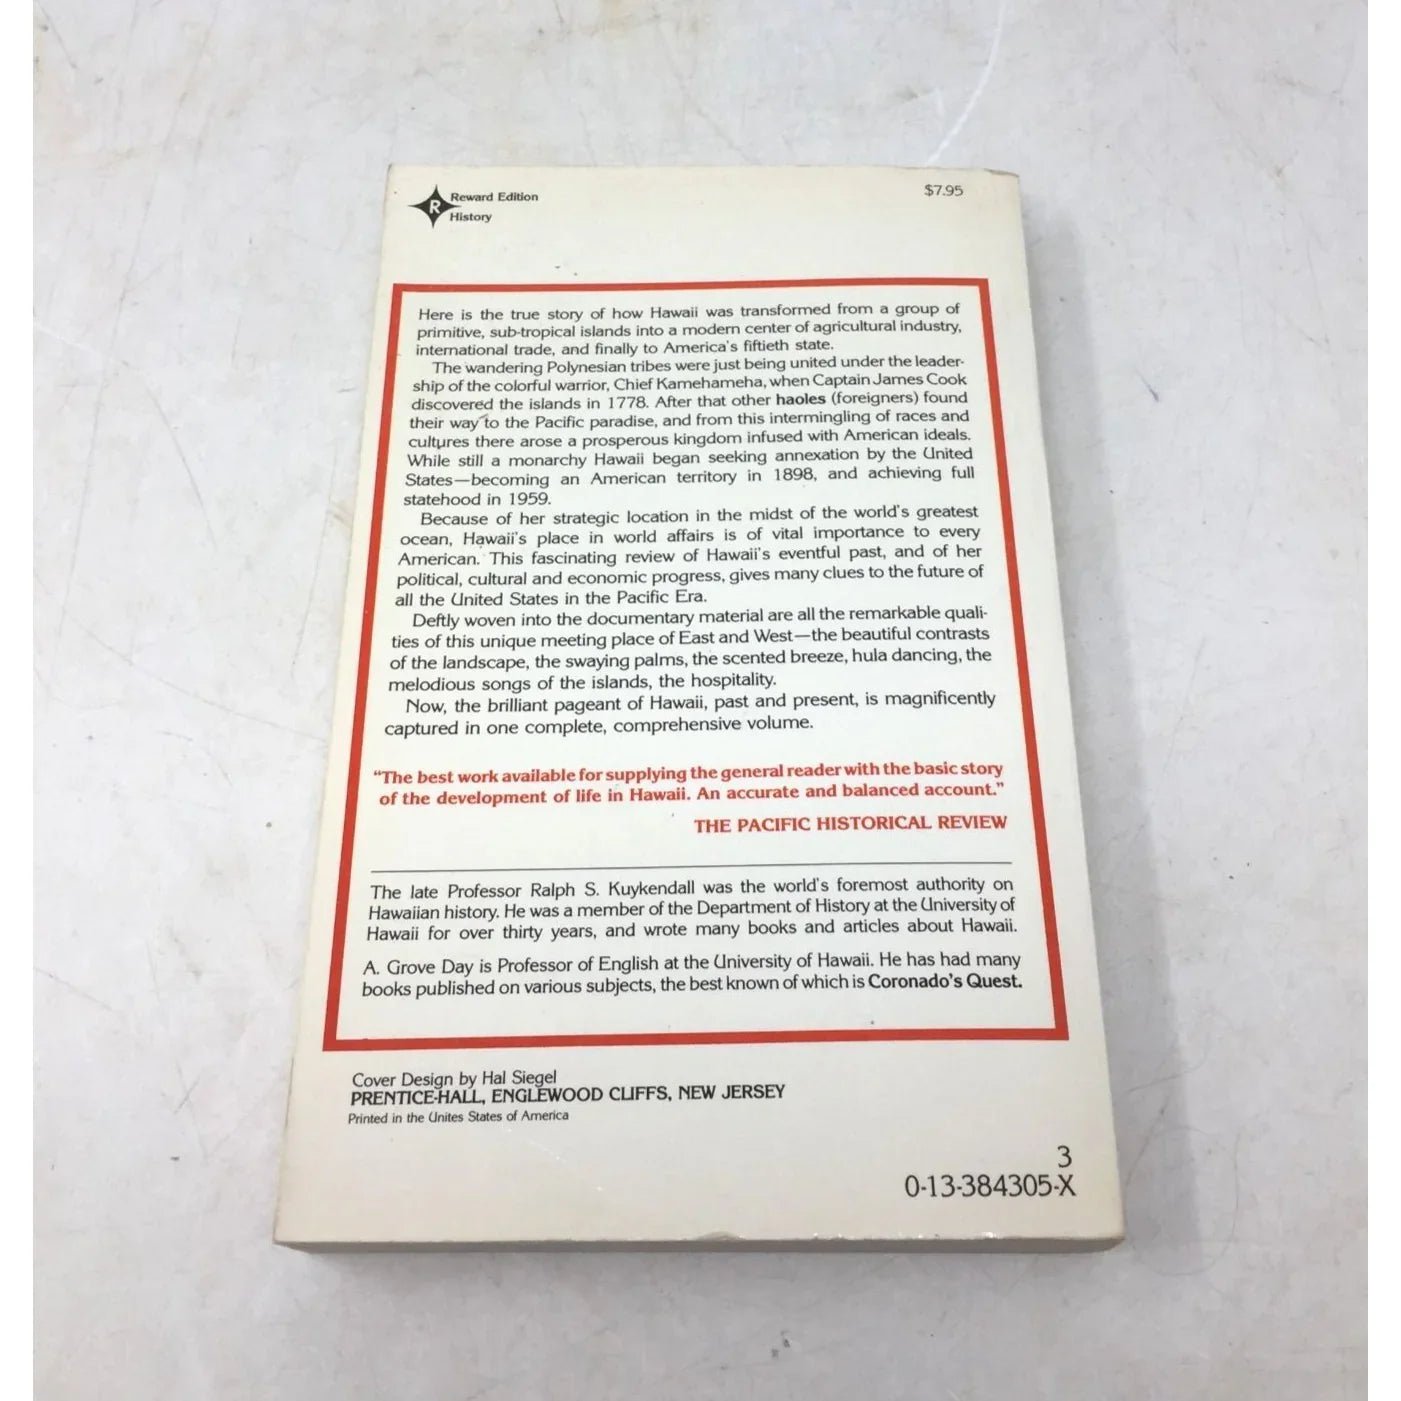 R
Reward Edition
History
$7.95
Here is the true story of how Hawaii was transformed from a group of
primitive, sub-tropical islands into a modern center of agricultural industry,
international trade, and finally to America's fiftieth state.
The wandering Polynesian tribes were just being united under the leader-
ship of the colorful warrior, Chief Kamehameha, when Captain James Cook
discovered the islands in 1778. After that other haoles (foreigners) found
their way to the Pacific paradise, and from this intermingling of races and
cultures there arose a prosperous kingdom infused with American ideals.
While still a monarchy Hawaii began seeking annexation by the United
States—becoming an American territory in 1898, and achieving full
statehood in 1959.
Because of her strategic location in the midst of the world's greatest
ocean, Hawaii's place in world affairs is of vital importance to every
American. This fascinating review of Hawaii's eventful past, and of her
political, cultural and economic progress, gives many clues to the future of
all the United States in the Pacific Era.
Deftly woven into the documentary material are all the remarkable quali-
ties of this unique meeting place of East and West—the beautiful contrasts
of the landscape, the swaying palms, the scented breeze, hula dancing, the
melodious songs of the islands, the hospitality.
Now, the brilliant pageant of Hawaii, past and present, is magnificently
captured in one complete, comprehensive volume.
"The best work available for supplying the general reader with the basic story
of the development of life in Hawaii. An accurate and balanced account."
THE PACIFIC HISTORICAL REVIEW
The late Professor Ralph S. Kuykendall was the world's foremost authority on
Hawaiian history. He was a member of the Department of History at the University of
Hawaii for over thirty years, and wrote many books and articles about Hawaii.
A. Grove Day is Professor of English at the University of Hawaii. He has had many
books published on various subjects, the best known of which is Coronado's Quest.
Cover Design by Hal Siegel
PRENTICE-HALL, ENGLEWOOD CLIFFS, NEW JERSEY
Printed in the Unites States of America
3
0-13-384305-X